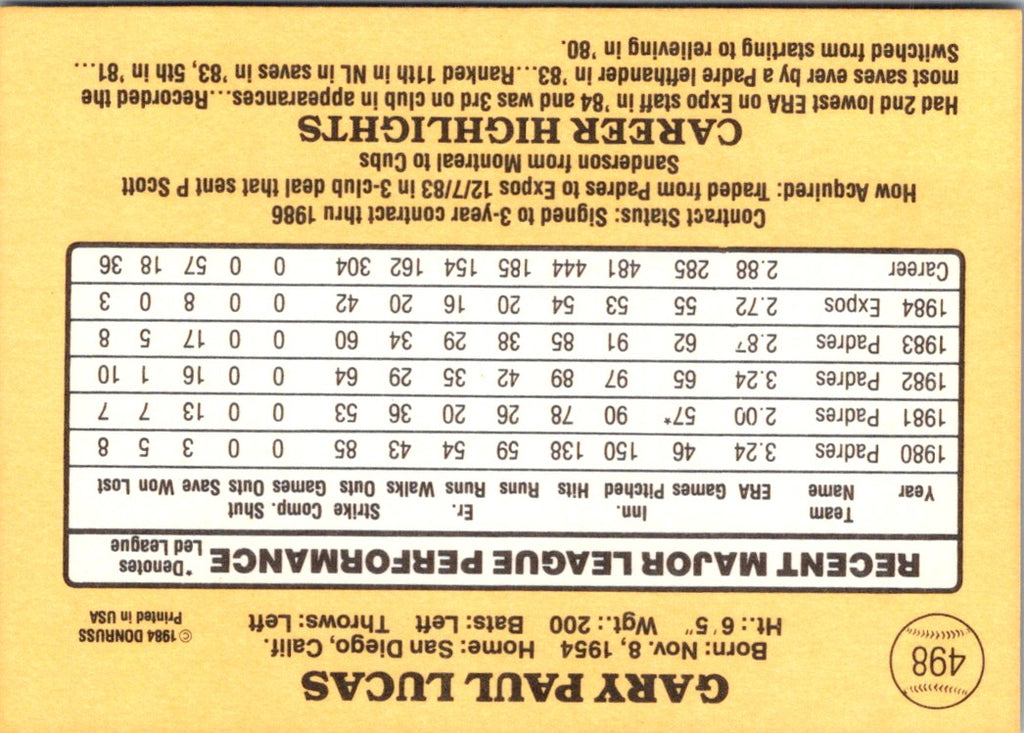 498
GARY PAUL LUCAS
Born: Nov. 8, 1954 Home: San Diego, Calif.
Ht.: 6′5″ Wgt.: 200 Bats: Left Throws: Left
© 1984 DONRUSS
Printed in USA
RECENT MAJOR LEAGUE PERFORMANCE *Denotes Led League
Year Team Name ERA Games Inn. Pitched Hits Runs Er. Runs Walks Strike Outs Comp. Games Shut Outs Save Won Lost
1980 Padres 3.24 46 150 138 59 54 43 85 0 0 3 5 8
1981 Padres 2.00 57* 90 78 26 20 36 53 0 0 13 7 7
1982 Padres 3.24 65 97 89 42 35 29 64 0 0 16 1 10
1983 Padres 2.87 62 91 85 38 29 34 60 0 0 17 5 8
1984 Expos 2.72 55 53 54 20 16 20 42 0 0 8 0 3
Career 2.88 285 481 444 185 154 162 304 0 0 57 18 36
Contract Status: Signed to 3-year contract thru 1986
How Acquired: Traded from Padres to Expos 12/7/83 in 3-club deal that sent P Scott
Sanderson from Montreal to Cubs
CAREER HIGHLIGHTS
Had 2nd lowest ERA on Expo staff in '84 and was 3rd on club in appearances...Recorded the
most saves ever by a Padre lefthander in '83...Ranked 11th in NL in saves in '83, 5th in '81...
Switched from starting to relieving in '80.